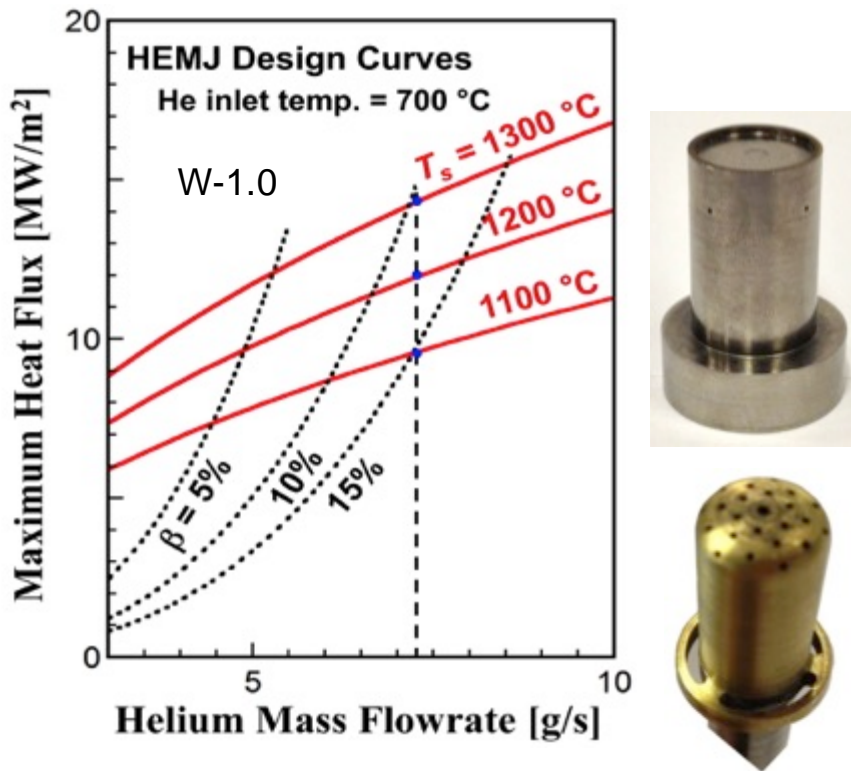 20
HEMJ Design Curves
He inlet temp. = 700 °C
W-1.0
Tₛ = 1300 °C
1200 °C
1100 °C
10
β = 5%
10%
15%
0
5
10
Maximum Heat Flux [MW/m²]
Helium Mass Flowrate [g/s]